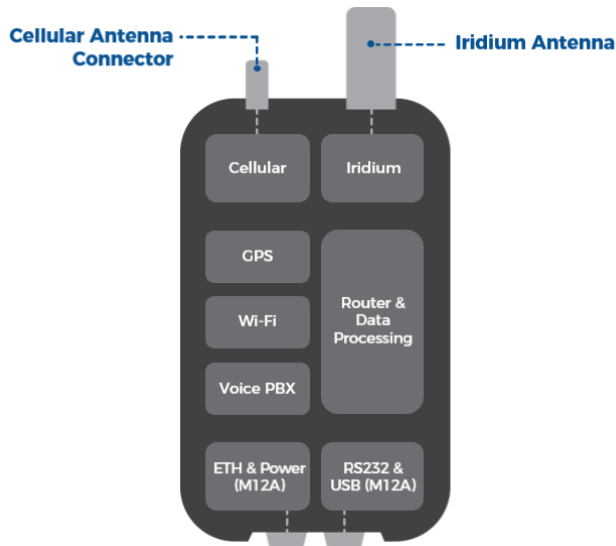 Cellular Antenna
Connector
Iridium Antenna
Cellular
Iridium
GPS
Wi-Fi
Voice PBX
Router &
Data
Processing
ETH & Power
(M12A)
RS232 &
USB (M12A)